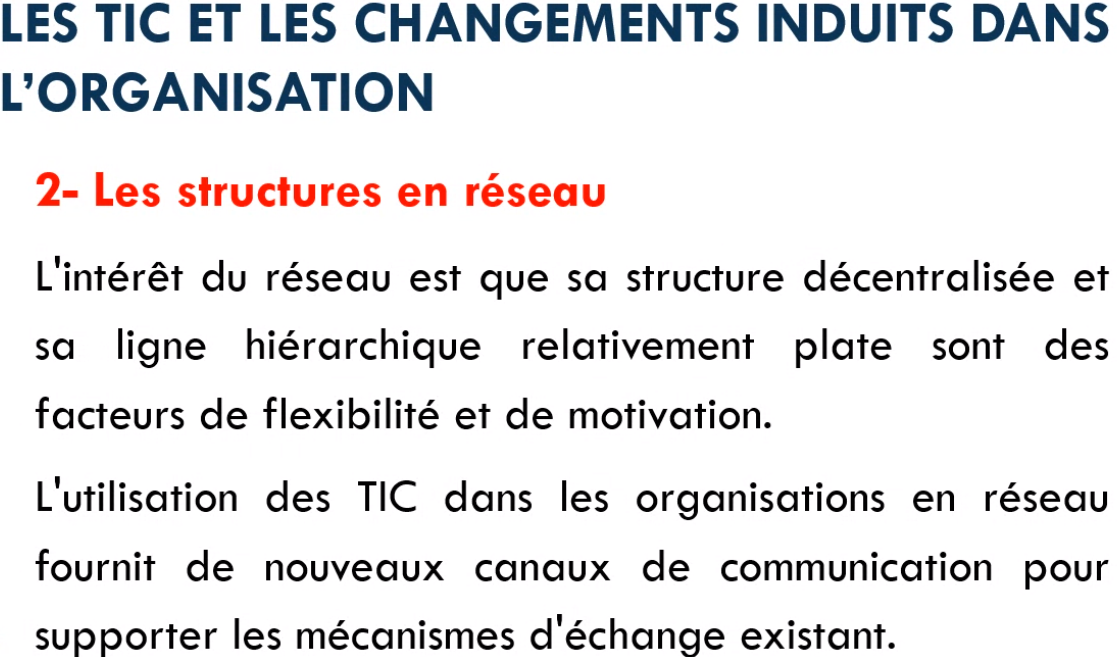 LES TIC ET LES CHANGEMENTS INDUITS DANS
L’ORGANISATION
2- Les structures en réseau
L'intérêt du réseau est que sa structure décentralisée et
sa ligne hiérarchique relativement plate sont des
facteurs de flexibilité et de motivation.
L'utilisation des TIC dans les organisations en réseau
fournit de nouveaux canaux de communication pour
supporter les mécanismes d'échange existant.